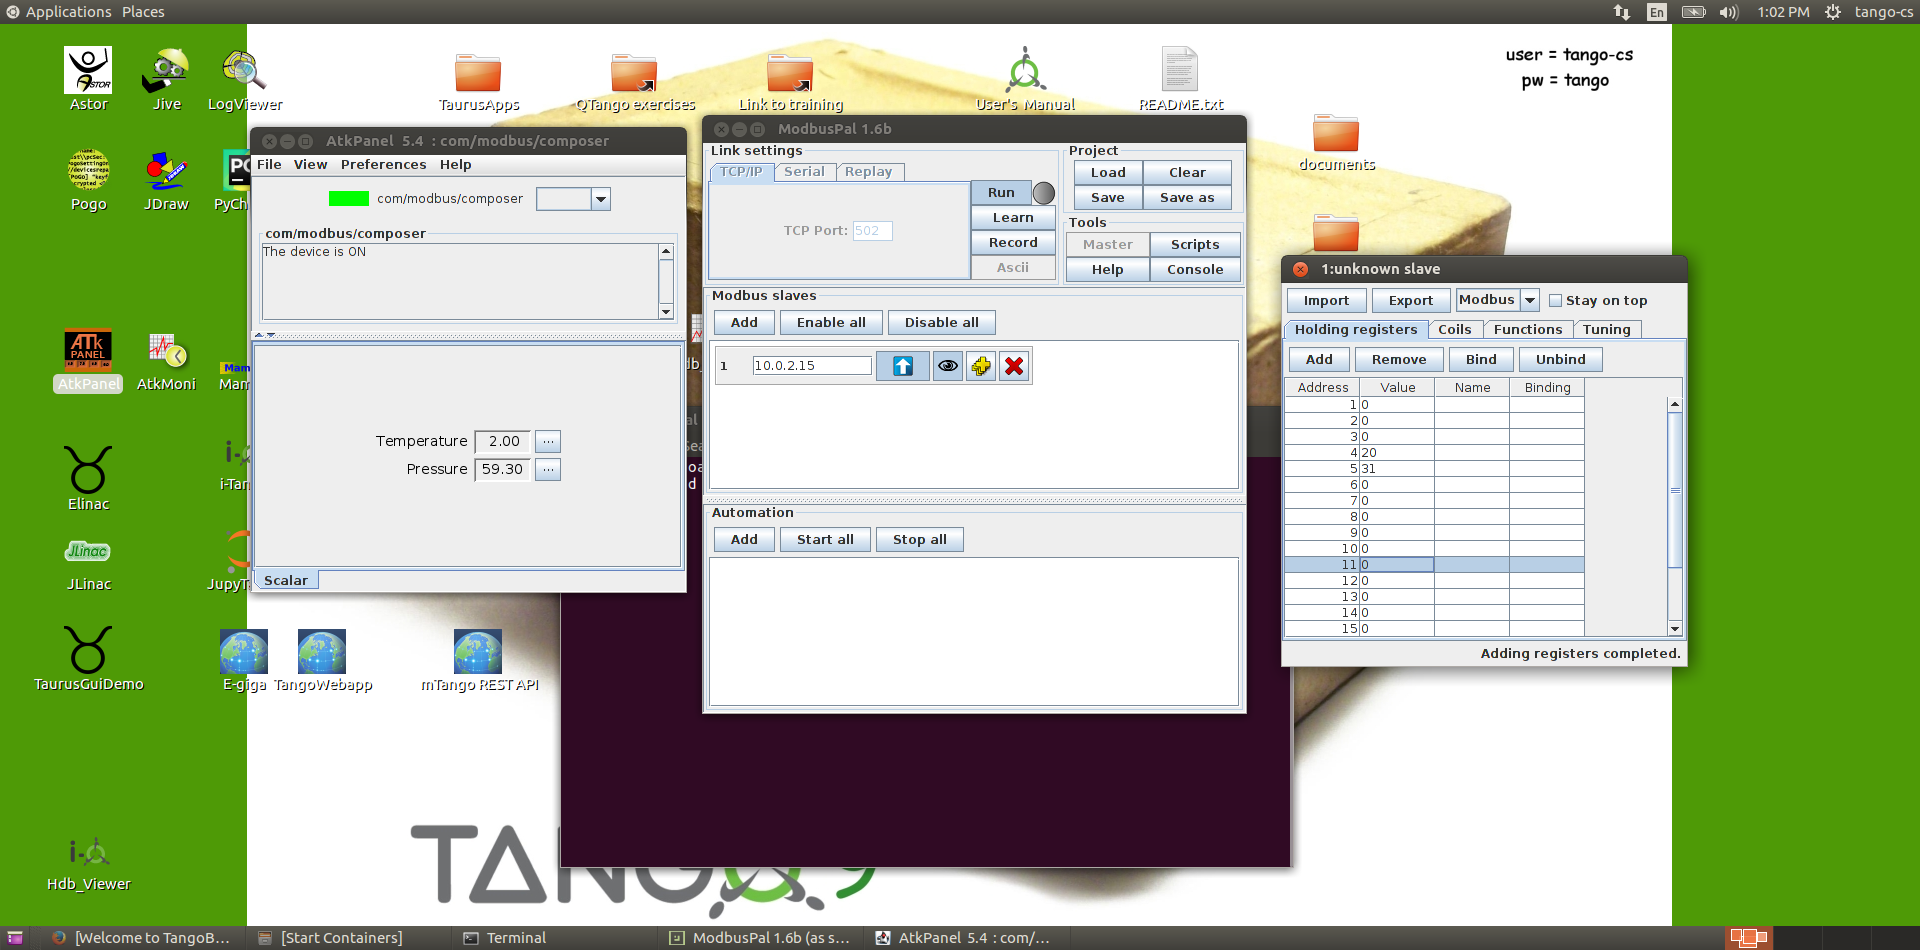 Applications Places
En 1:02 PM tango-cs
user = tango-cs
pw = tango
Astor
Jive
LogViewer
TaurusApps
QTango exercises
Link to training
User's Manual
README.txt
documents
Pogo
JDraw
PyCh
AtkPanel
AtkMoni
Mam
Elinac
i-Tan
JLinac
JupyT
TaurusGuiDemo
E-giga
TangoWebapp
mTango REST API
Hdb_Viewer
TANGO 9
AtkPanel 5.4 : com/modbus/composer
File View Preferences Help
com/modbus/composer
com/modbus/composer
The device is ON
Temperature 2.00 ...
Pressure 59.30 ...
Scalar
ModbusPal 1.6b
Link settings
TCP/IP Serial Replay
TCP Port: 502
Run
Learn
Record
Ascii
Project
Load Clear
Save Save as
Tools
Master Scripts
Help Console
Modbus slaves
Add Enable all Disable all
1 10.0.2.15
Automation
Add Start all Stop all
1:unknown slave
Import Export Modbus Stay on top
Holding registers Coils Functions Tuning
Add Remove Bind Unbind
Address Value Name Binding
1 0
2 0
3 0
4 20
5 31
6 0
7 0
8 0
9 0
10 0
11 0
12 0
13 0
14 0
15 0
Adding registers completed.
[Welcome to TangoB...
[Start Containers]
Terminal
ModbusPal 1.6b (as s...
AtkPanel 5.4 : com/...